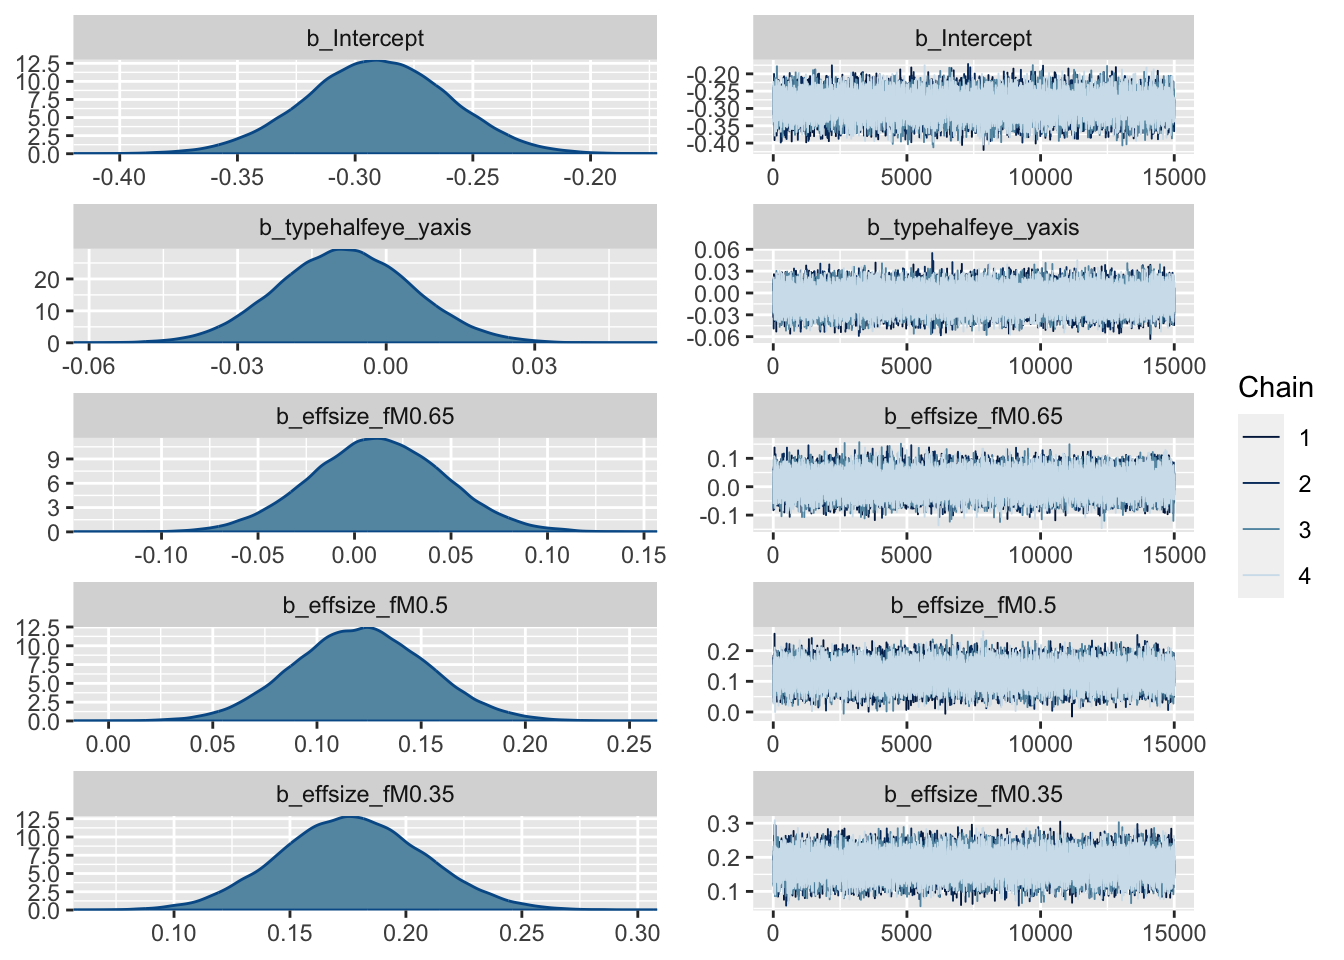 b_Intercept
12.5
10.0
7.5
5.0
2.5
0.0
-0.40 -0.35 -0.30 -0.25 -0.20
b_Intercept
-0.20
-0.25
-0.30
-0.35
-0.40
0 5000 10000 15000
b_typehalfeye_yaxis
20
10
0
-0.06 -0.03 0.00 0.03
b_typehalfeye_yaxis
0.06
0.03
0.00
-0.03
-0.06
0 5000 10000 15000
b_effsize_fM0.65
9
6
3
0
-0.10 -0.05 0.00 0.05 0.10 0.15
b_effsize_fM0.65
0.1
0.0
-0.1
0 5000 10000 15000
b_effsize_fM0.5
12.5
10.0
7.5
5.0
2.5
0.0
0.00 0.05 0.10 0.15 0.20 0.25
b_effsize_fM0.5
0.2
0.1
0.0
0 5000 10000 15000
b_effsize_fM0.35
12.5
10.0
7.5
5.0
2.5
0.0
0.10 0.15 0.20 0.25 0.30
b_effsize_fM0.35
0.3
0.2
0.1
0 5000 10000 15000
Chain
1
2
3
4